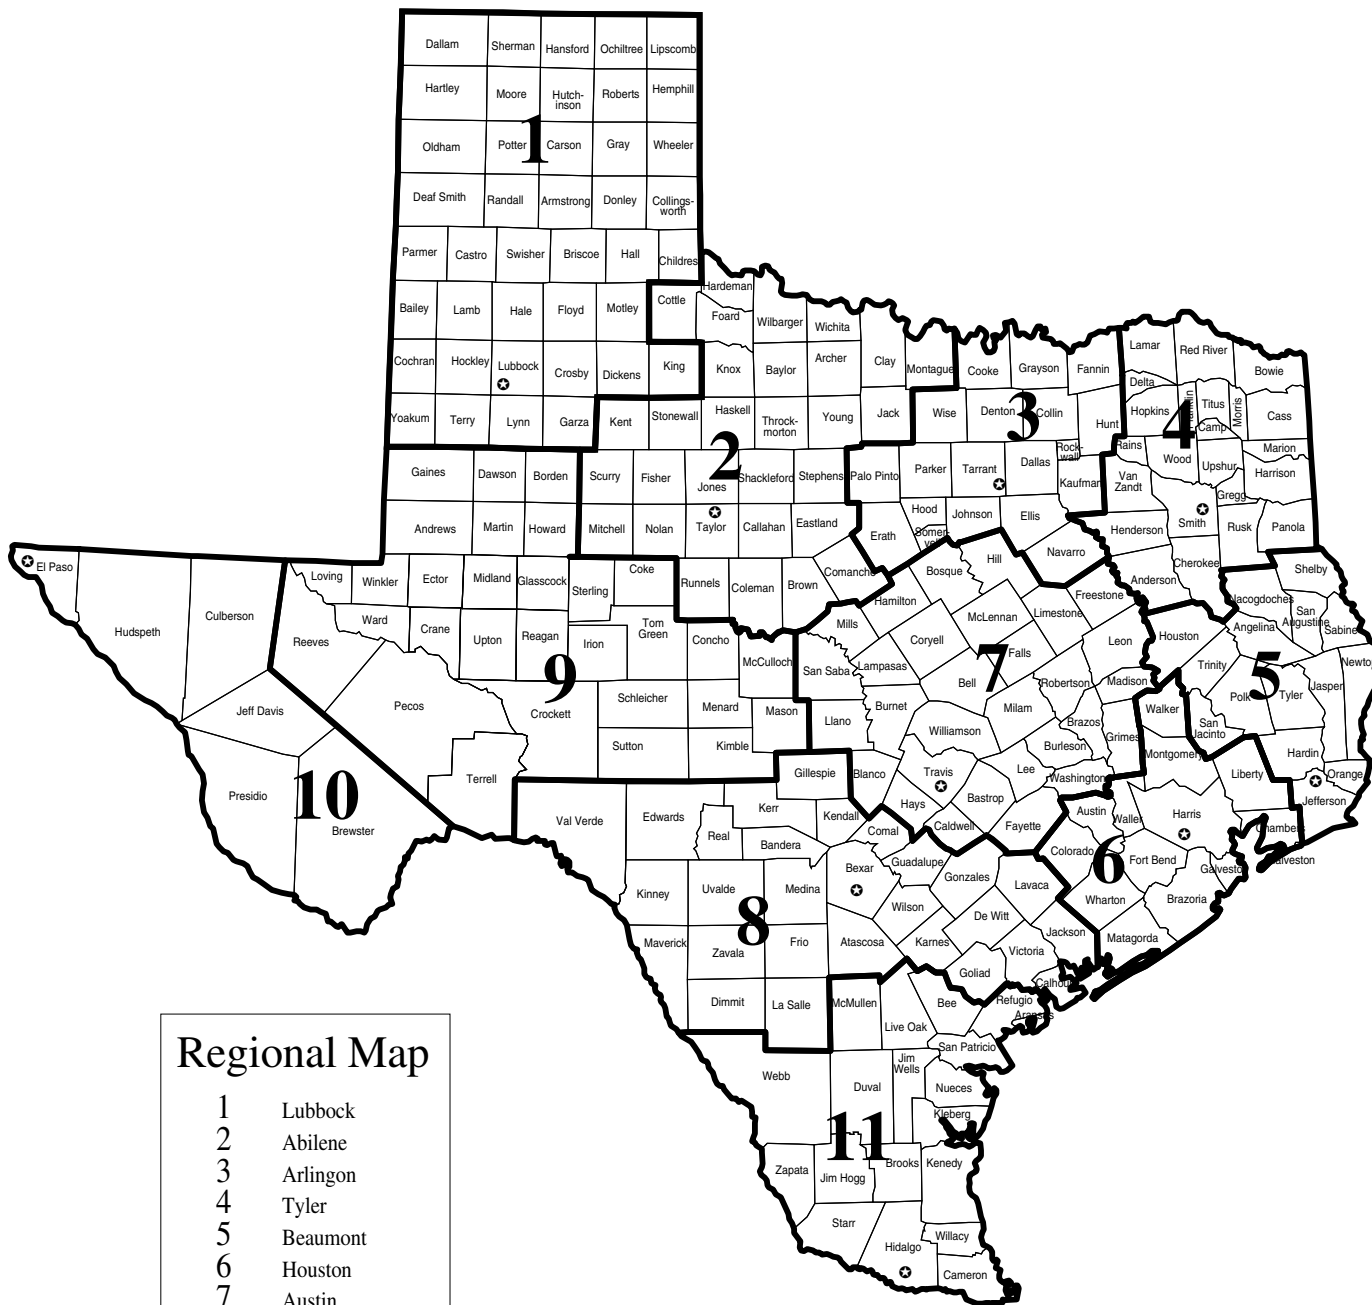 Dallam Sherman Hansford Ochiltree Lipscomb
Hartley Moore Hutch-
inson Roberts Hemphill
1
Oldham Potter Carson Gray Wheeler
Deaf Smith Randall Armstrong Donley Collings-
worth
Parmer Castro Swisher Briscoe Hall Childres
Bailey Lamb Hale Floyd Motley Cottle Hardeman
Foard Wilbarger Wichita
Cochran Hockley Lubbock Crosby Dickens King Knox Baylor Archer Clay Montague Cooke Grayson Fannin Lamar Red River Bowie
Yoakum Terry Lynn Garza Kent Stonewall Haskell Throck-
morton Young Jack Wise Denton Collin Hunt Delta Hopkins Franklin Titus Camp Morris Cass
2
3
4
Gaines Dawson Borden Scurry Fisher Jones Shackleford Stephens Palo Pinto Parker Tarrant Dallas Rock-
wall Kaufman Rains Van
Zandt Wood Upshur Marion Harrison Gregg
Andrews Martin Howard Mitchell Nolan Taylor Callahan Eastland Erath Hood Somer-
vell Johnson Ellis Henderson Smith Rusk Panola
El Paso Hudspeth Culberson Loving Winkler Ector Midland Glasscock Sterling Coke Runnels Coleman Brown Comanche Hamilton Bosque Hill Navarro Freestone Anderson Cherokee Nacogdoches Shelby
Reeves Ward Crane Upton Reagan Irion Tom
Green Concho McCulloch San Saba Mills Lampasas Coryell McLennan Limestone Falls Leon Houston Angelina San
Augustine Sabine Newto
9
7
5
Jeff Davis Pecos Crockett Schleicher Menard Mason Llano Burnet Bell Milam Robertson Madison Brazos Walker Trinity Polk Tyler Jasper San
Jacinto
Presidio Brewster Terrell Sutton Kimble Gillespie Blanco Williamson Travis Lee Burleson Washington Grimes Montgomery Liberty Hardin Orange Jefferson
10
Val Verde Edwards Real Kerr Bandera Kendall Comal Hays Caldwell Bastrop Fayette Austin Waller Harris Chambers Galveston
Kinney Uvalde Medina Bexar Guadalupe Gonzales Lavaca Colorado Fort Bend Galveston Brazoria
8
6
Maverick Zavala Frio Atascosa Wilson Karnes De Witt Victoria Jackson Wharton Matagorda
Dimmit La Salle McMullen Live Oak Bee Goliad Refugio Calhoun Aransas
Webb Duval Jim
Wells San Patricio Nueces Kleberg
11
Zapata Jim Hogg Brooks Kenedy
Starr Hidalgo Willacy Cameron
Regional Map
1 Lubbock
2 Abilene
3 Arlingon
4 Tyler
5 Beaumont
6 Houston
7 Austin